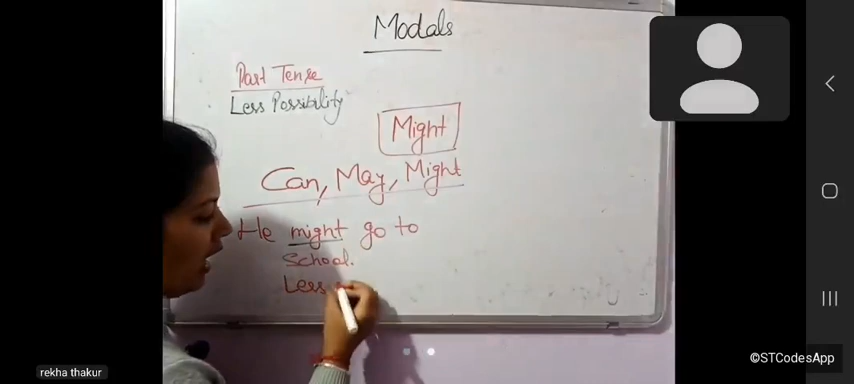 Modals
Past Tense
Less Possibility
Might
Can, May, Might
He might go to
School.
Less
rekha thakur
©STCodesApp